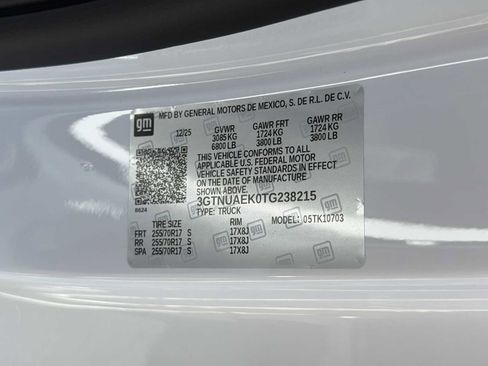 gm
MFD BY GENERAL MOTORS DE MEXICO, S. DE R.L. DE C.V.
12/25 GVWR GAWR FRT GAWR RR
3085KG 1724 KG 1724 KG
6800 LB 3800 LB 3800 LB
THIS VEHICLE CONFORMS TO ALL
APPLICABLE U.S. FEDERAL MOTOR
VEHICLE SAFETY STANDARDS IN EFFECT
ON THE DATE OF MANUFACTURE
SHOWN ABOVE.
3GTNUAEK0TG238215
8624 TYPE: TRUCK MODEL: 05TK10703
TIRE SIZE RIM
FRT 255/70R17 S 17X8J
RR 255/70R17 S 17X8J
SPA 255/70R17 S 17X8J